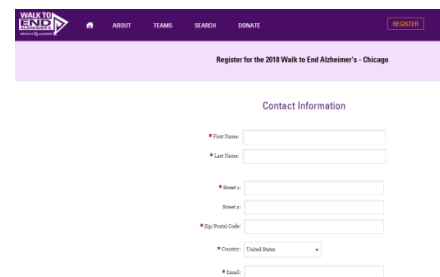 WALK TO
END
ALZHEIMER'S
ABOUT TEAMS SEARCH DONATE REGISTER
Register for the 2018 Walk to End Alzheimer's - Chicago
Contact Information
* First Name:
* Last Name:
* Street 1:
Street 2:
* Zip/Postal Code:
* Country: United States
* Email: